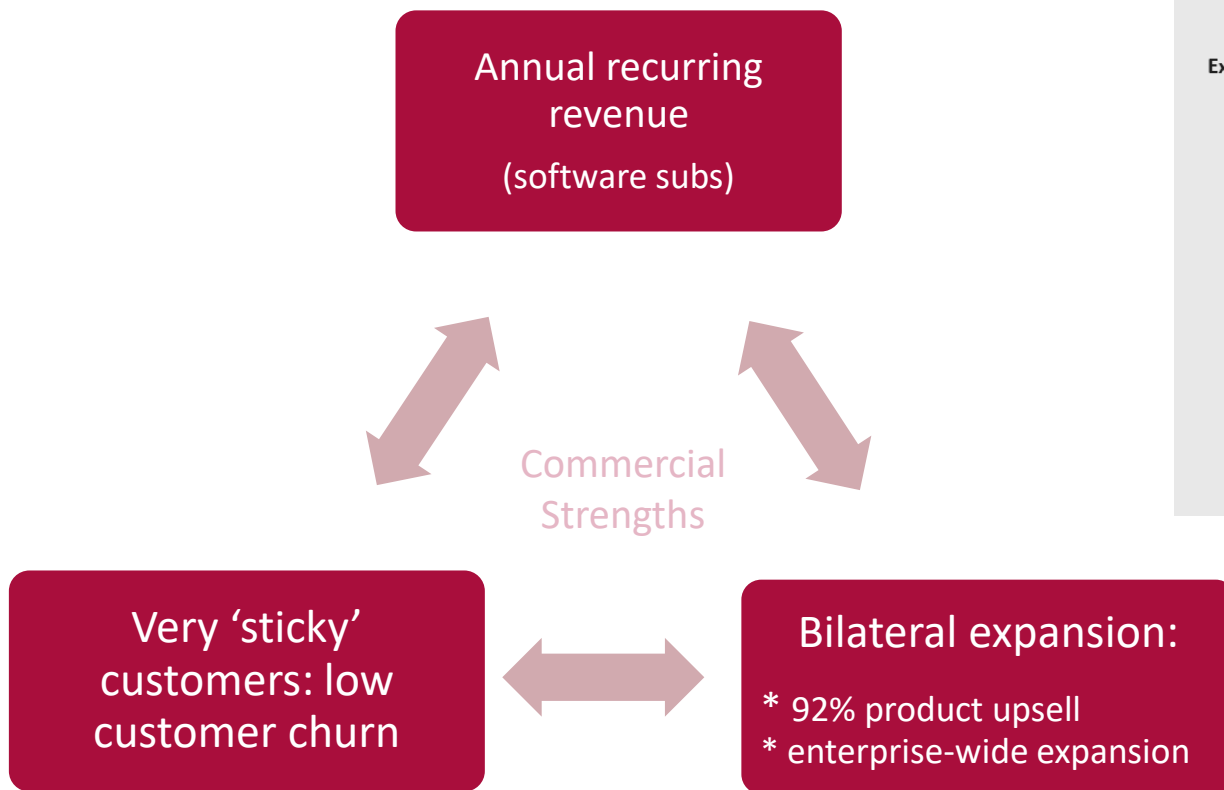 Annual recurring
revenue
(software subs)
Commercial
Strengths
Very ‘sticky’
customers: low
customer churn
Bilateral expansion:
* 92% product upsell
* enterprise-wide expansion